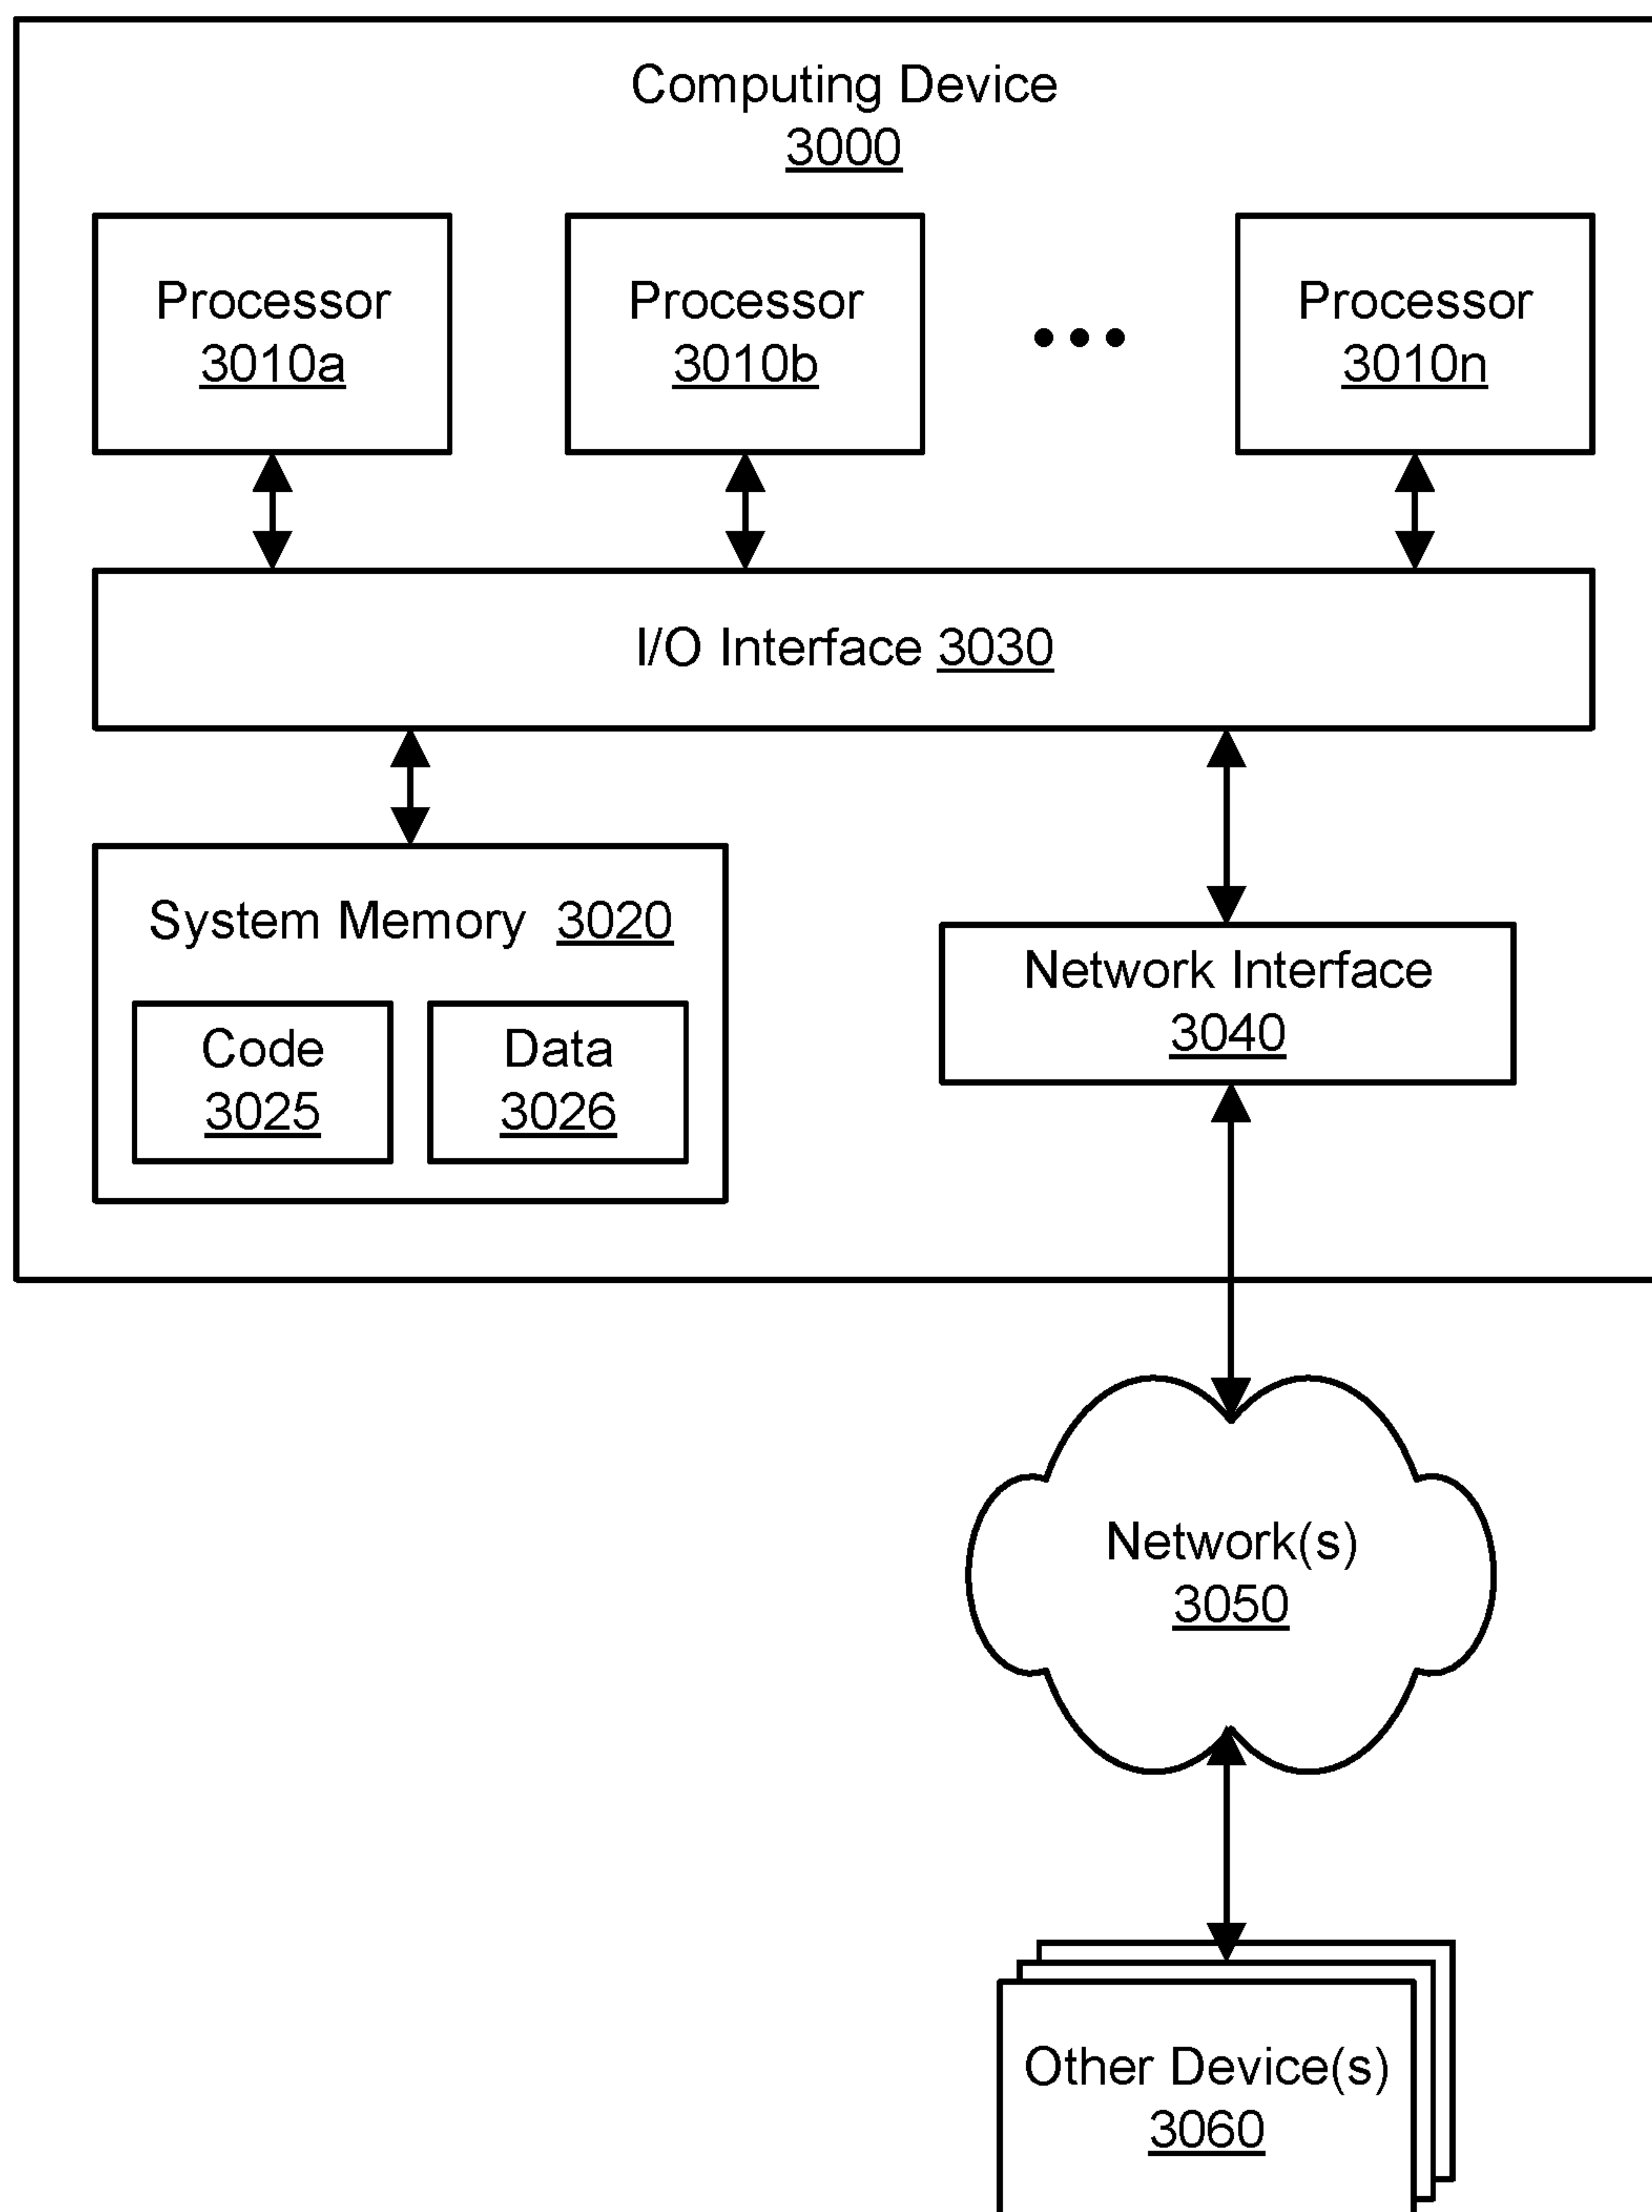 Computing Device
3000
Processor
3010a
Processor
3010b
Processor
3010n
I/O Interface 3030
System Memory 3020
Code
3025
Data
3026
Network Interface
3040
Network(s)
3050
Other Device(s)
3060